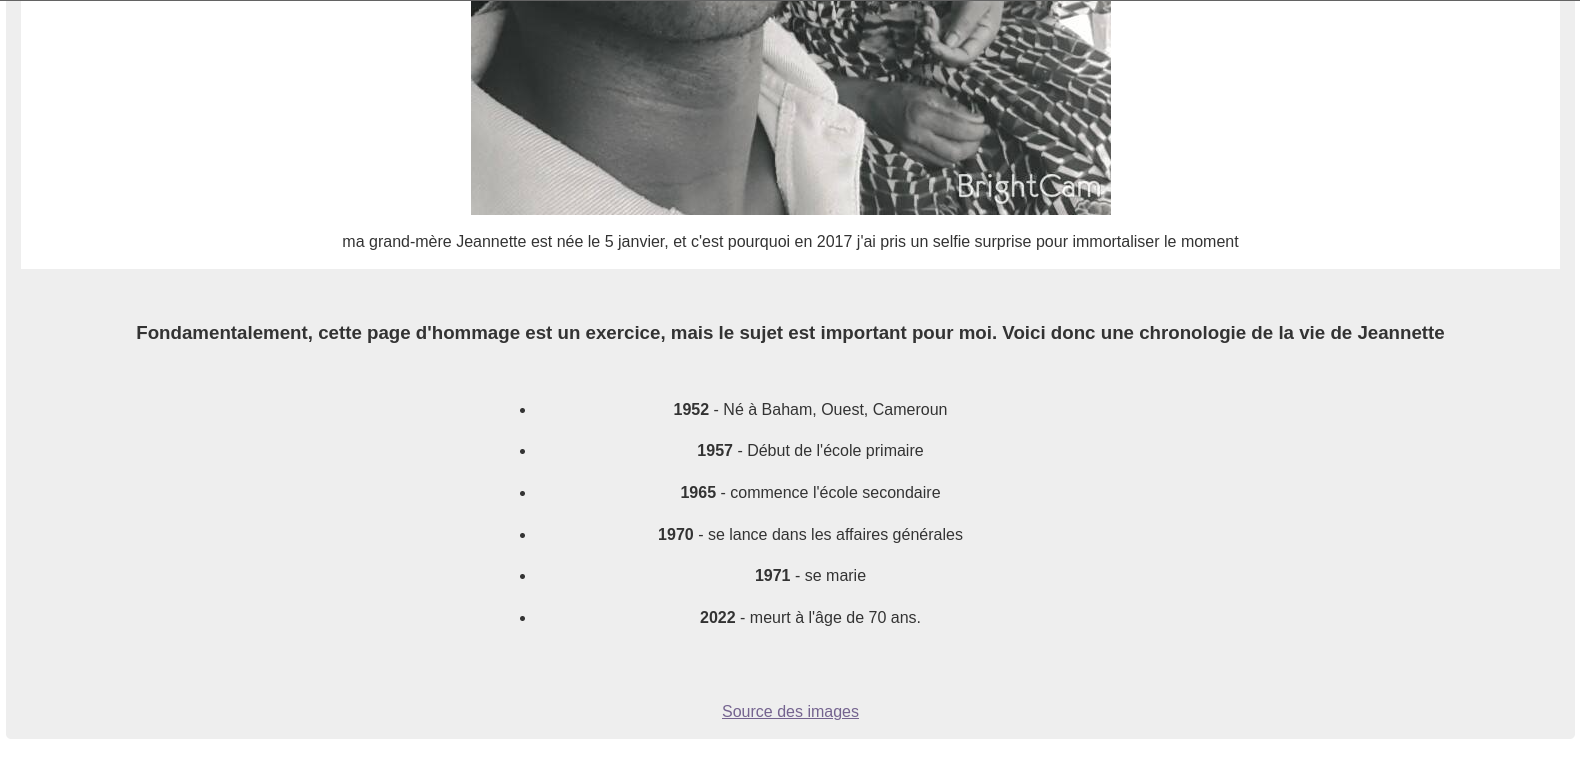 BrightCam
ma grand-mère Jeannette est née le 5 janvier, et c'est pourquoi en 2017 j'ai pris un selfie surprise pour immortaliser le moment
Fondamentalement, cette page d'hommage est un exercice, mais le sujet est important pour moi. Voici donc une chronologie de la vie de Jeannette
• 1952 - Né à Baham, Ouest, Cameroun
• 1957 - Début de l'école primaire
• 1965 - commence l'école secondaire
• 1970 - se lance dans les affaires générales
• 1971 - se marie
• 2022 - meurt à l'âge de 70 ans.
Source des images